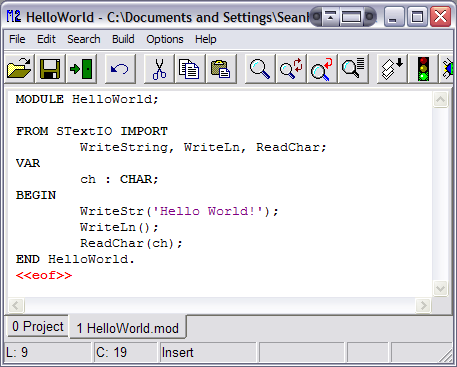 M2 HelloWorld - C:\Documents and Settings\Sean
File Edit Search Build Options Help
MODULE HelloWorld;
FROM STextIO IMPORT
WriteString, WriteLn, ReadChar;
VAR
ch : CHAR;
BEGIN
WriteStr('Hello World!');
WriteLn();
ReadChar(ch);
END HelloWorld.
<<eof>>
0 Project 1 HelloWorld.mod
L: 9 C: 19 Insert